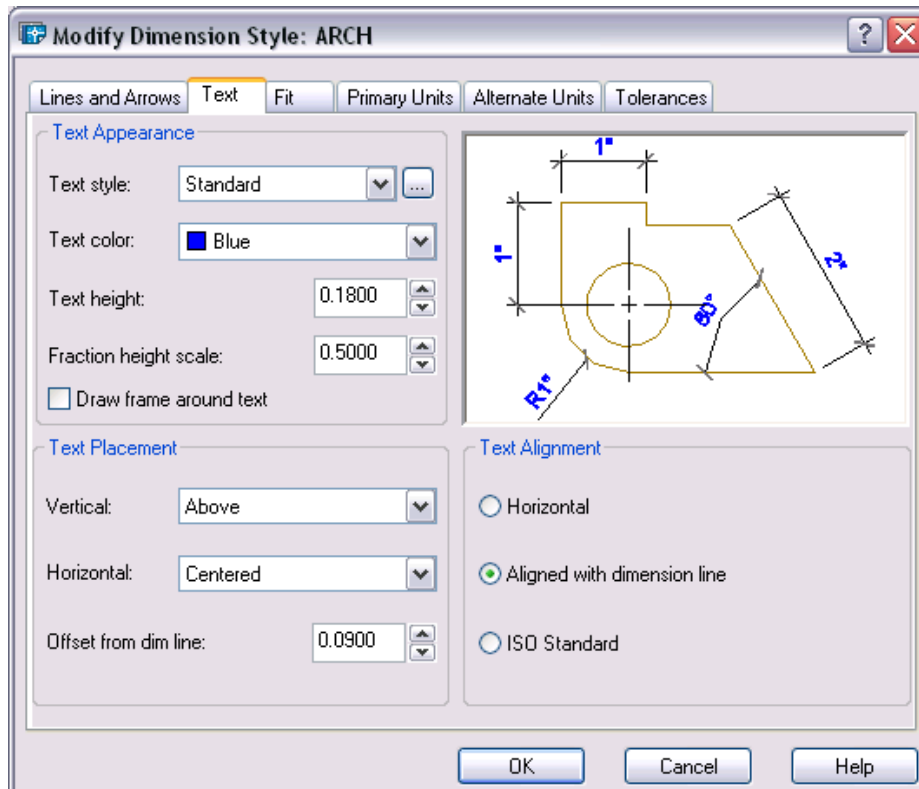 Modify Dimension Style: ARCH
Lines and Arrows Text Fit Primary Units Alternate Units Tolerances
Text Appearance
Text style: Standard ...
Text color: Blue
Text height: 0.1800
Fraction height scale: 0.5000
Draw frame around text
1"
1"
2"
80°
R1"
Text Placement
Vertical: Above
Horizontal: Centered
Offset from dim line: 0.0900
Text Alignment
Horizontal
Aligned with dimension line
ISO Standard
OK Cancel Help